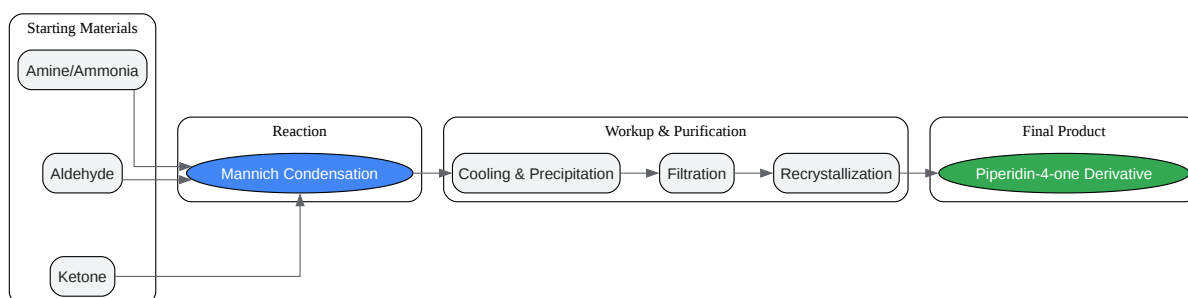 Starting Materials
Amine/Ammonia
Aldehyde
Ketone
Reaction
Mannich Condensation
Workup & Purification
Cooling & Precipitation
Filtration
Recrystallization
Final Product
Piperidin-4-one Derivative